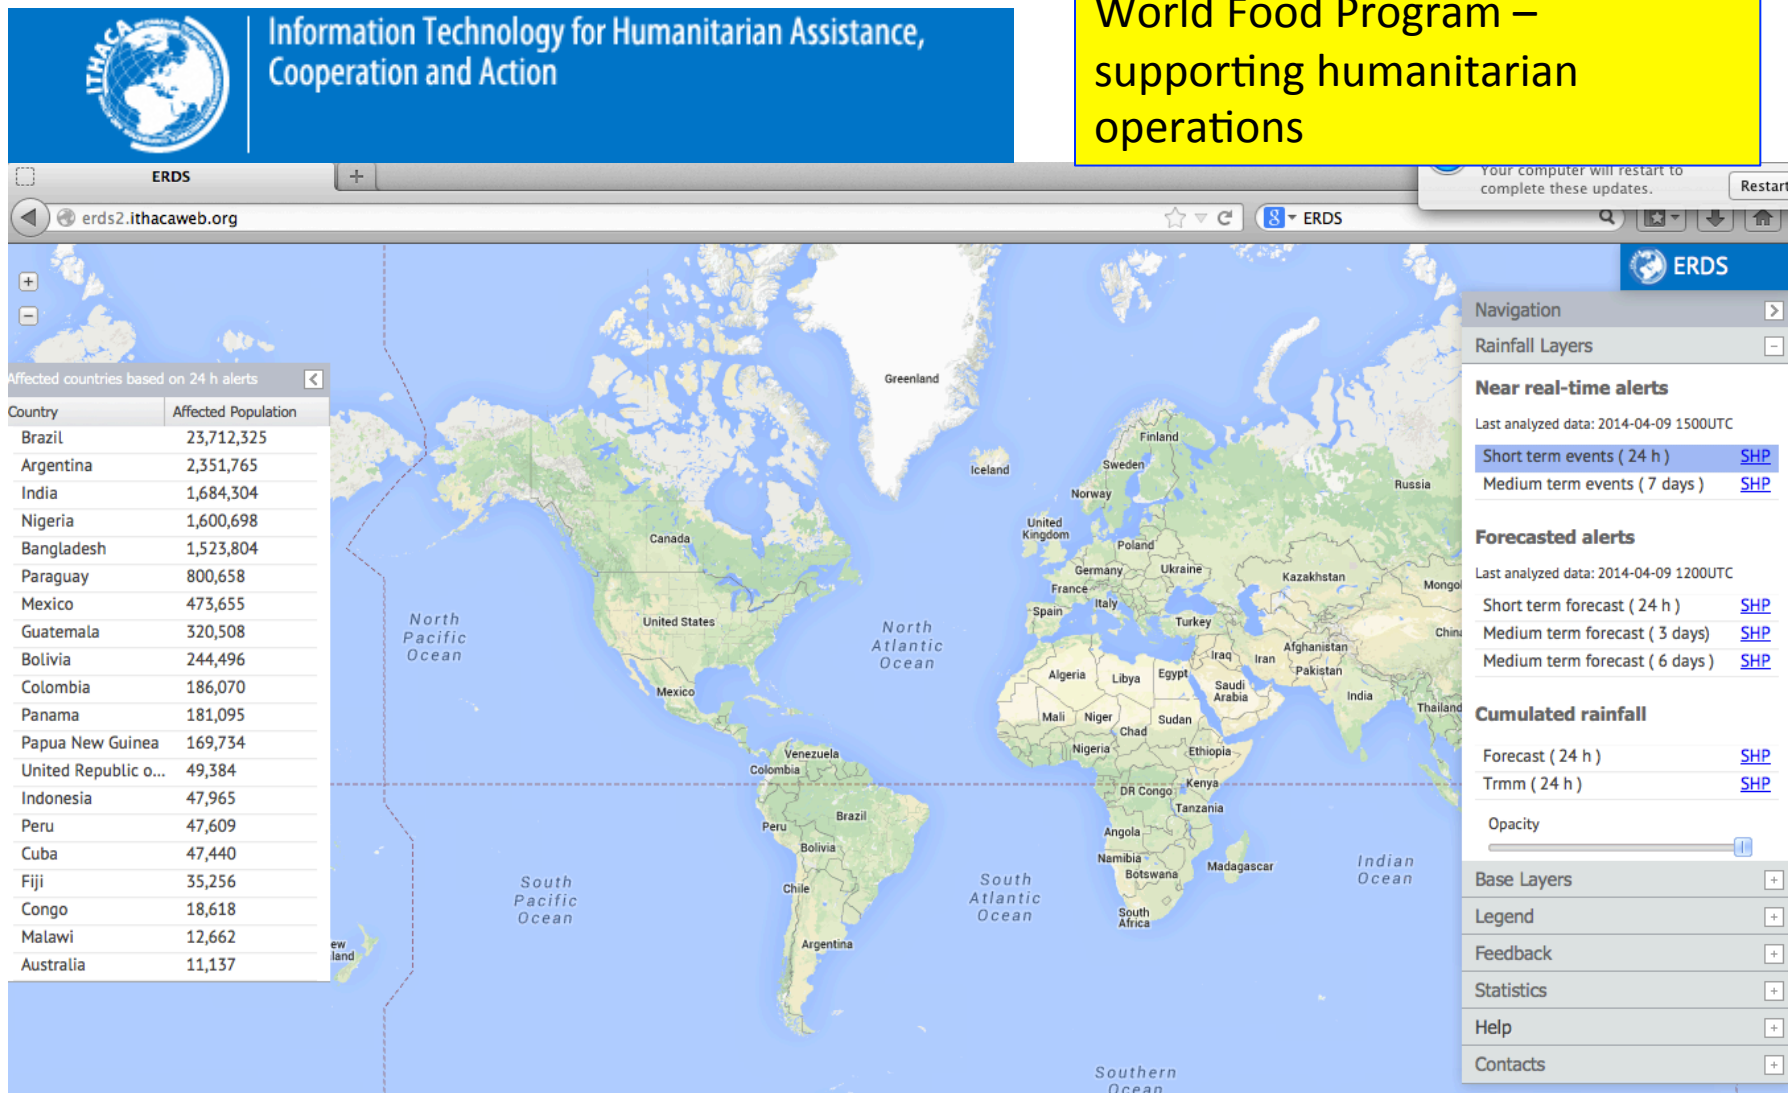 ITHACA
Information Technology for Humanitarian Assistance,
Cooperation and Action
World Food Program –
supporting humanitarian
operations
ERDS
+
Your computer will restart to
complete these updates.
Restart
erds2.ithacaweb.org
8
ERDS
+
−
ERDS
Affected countries based on 24 h alerts
Country Affected Population
Brazil 23,712,325
Argentina 2,351,765
India 1,684,304
Nigeria 1,600,698
Bangladesh 1,523,804
Paraguay 800,658
Mexico 473,655
Guatemala 320,508
Bolivia 244,496
Colombia 186,070
Panama 181,095
Papua New Guinea 169,734
United Republic o... 49,384
Indonesia 47,965
Peru 47,609
Cuba 47,440
Fiji 35,256
Congo 18,618
Malawi 12,662
Australia 11,137
Greenland
Iceland
Finland
Sweden
Norway
Russia
United
Kingdom
Poland
Germany
Ukraine
France
Kazakhstan
Mongol
Spain
Italy
Turkey
China
Canada
United States
Mexico
North
Pacific
Ocean
North
Atlantic
Ocean
Afghanistan
Iraq
Iran
Pakistan
Algeria
Libya
Egypt
Saudi
Arabia
India
Thailand
Mali
Niger
Chad
Sudan
Nigeria
Ethiopia
Venezuela
Colombia
DR Congo
Kenya
Tanzania
Brazil
Peru
Bolivia
Angola
Namibia
Botswana
Madagascar
Indian
Ocean
South
Pacific
Ocean
Chile
South
Atlantic
Ocean
South
Africa
Argentina
ew
land
Southern
Ocean
Navigation
Rainfall Layers
Near real-time alerts
Last analyzed data: 2014-04-09 1500UTC
Short term events ( 24 h ) SHP
Medium term events ( 7 days ) SHP
Forecasted alerts
Last analyzed data: 2014-04-09 1200UTC
Short term forecast ( 24 h ) SHP
Medium term forecast ( 3 days) SHP
Medium term forecast ( 6 days ) SHP
Cumulated rainfall
Forecast ( 24 h ) SHP
Trmm ( 24 h ) SHP
Opacity
Base Layers
Legend
Feedback
Statistics
Help
Contacts